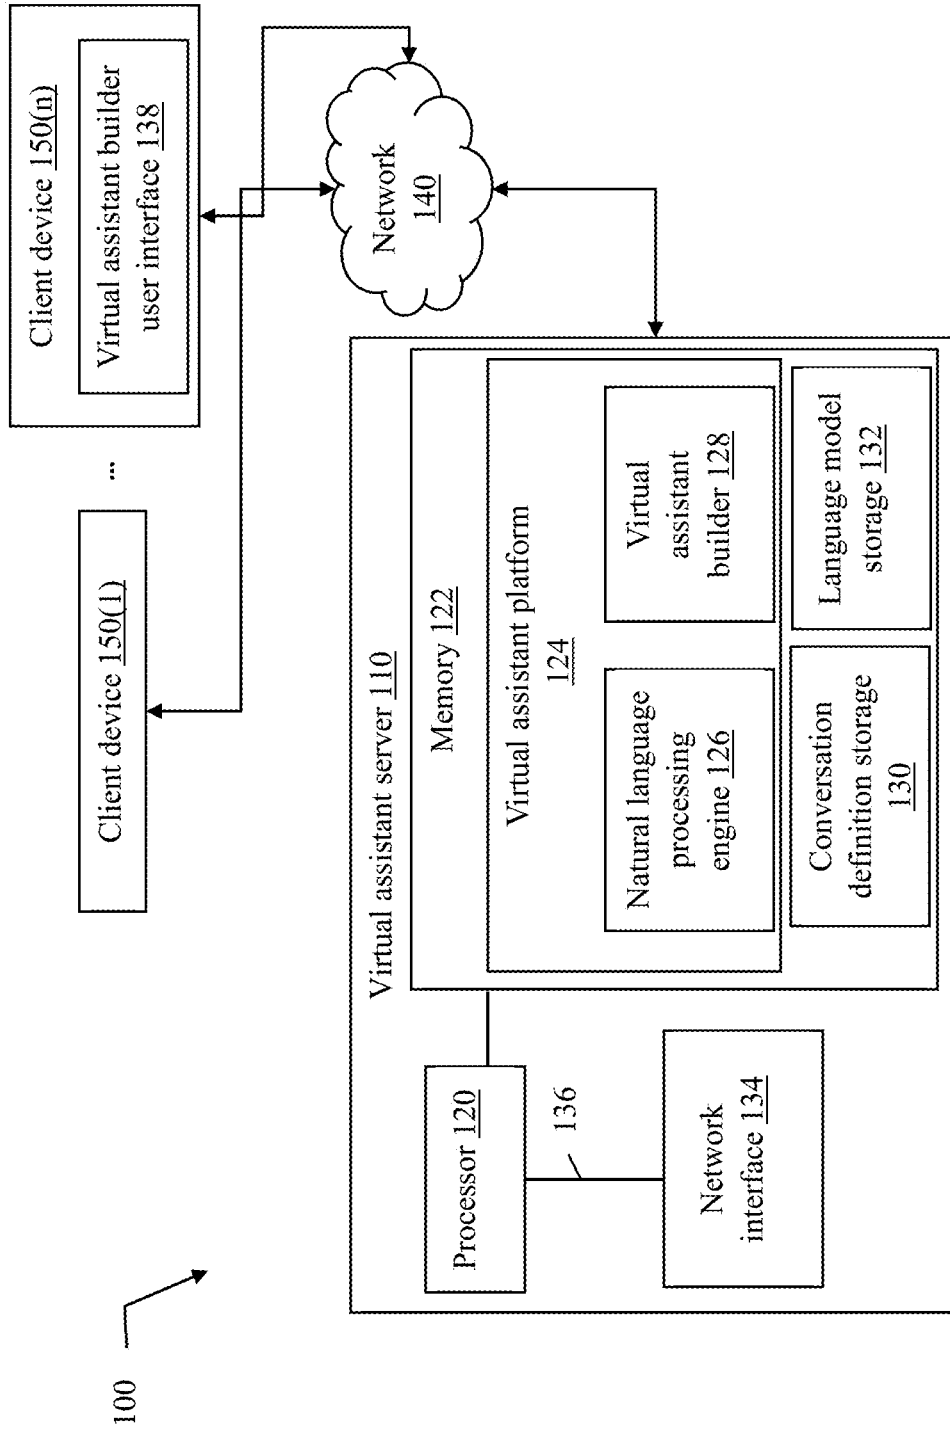 100
Client device 150(1)
...
Client device 150(n)
Virtual assistant builder
user interface 138
Network
140
Virtual assistant server 110
Processor 120
136
Network
interface 134
Memory 122
Virtual assistant platform
124
Natural language
processing
engine 126
Virtual
assistant
builder 128
Conversation
definition storage
130
Language model
storage 132